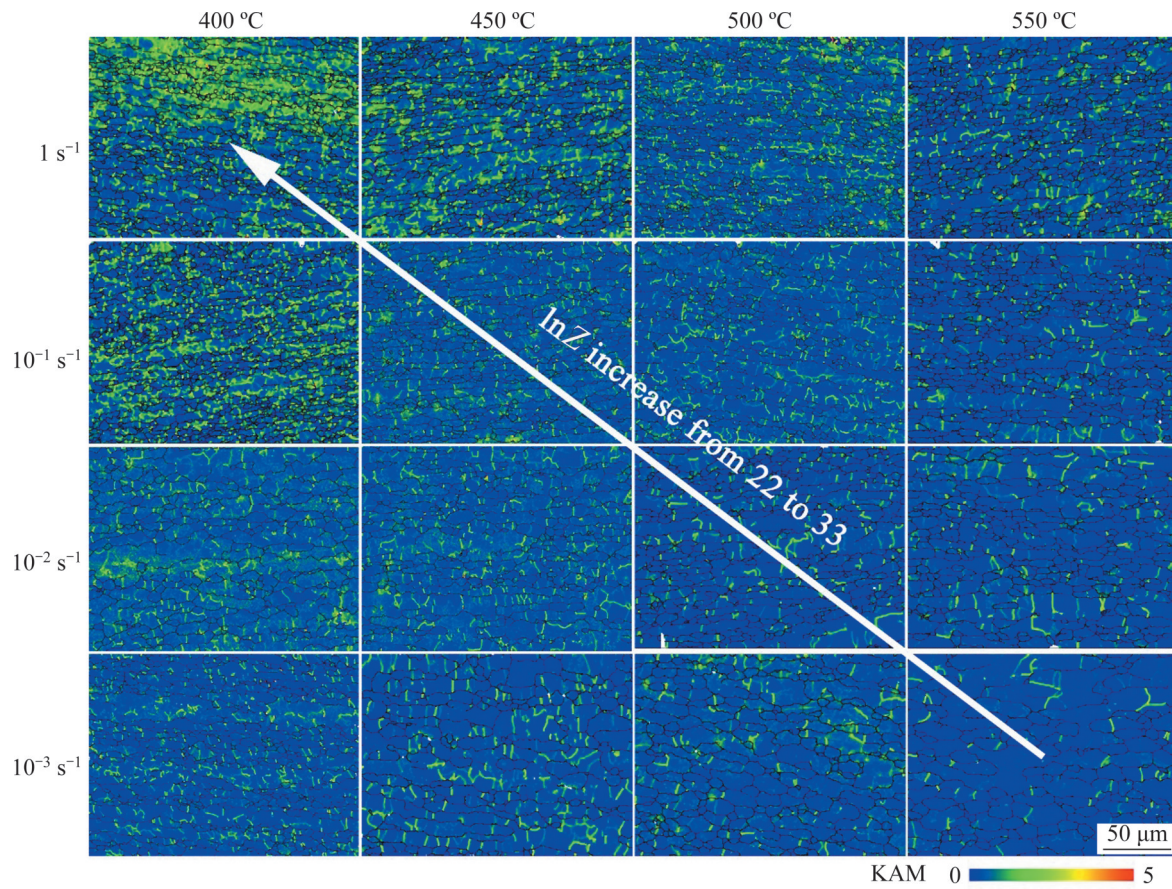 400 ºC 450 ºC 500 ºC 550 ºC
1 s⁻¹
10⁻¹ s⁻¹
lnZ increase from 22 to 33
10⁻² s⁻¹
10⁻³ s⁻¹
50 μm
KAM 0 5